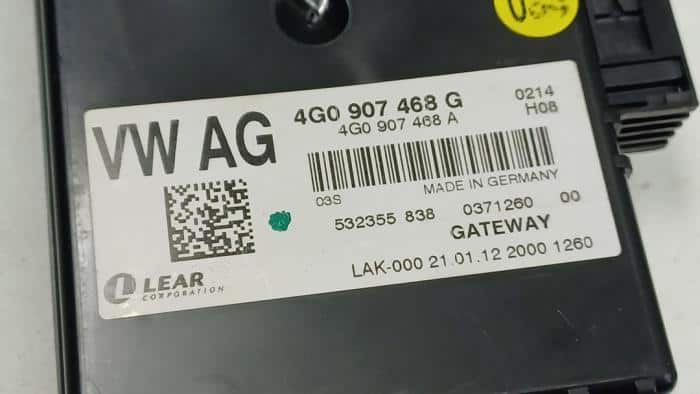 VW AG
4G0 907 468 G
4G0 907 468 A
0214
H08
03S
MADE IN GERMANY
532355 838
0371260
00
GATEWAY
LEAR
CORPORATION
LAK-000 21.01.12 2000 1260